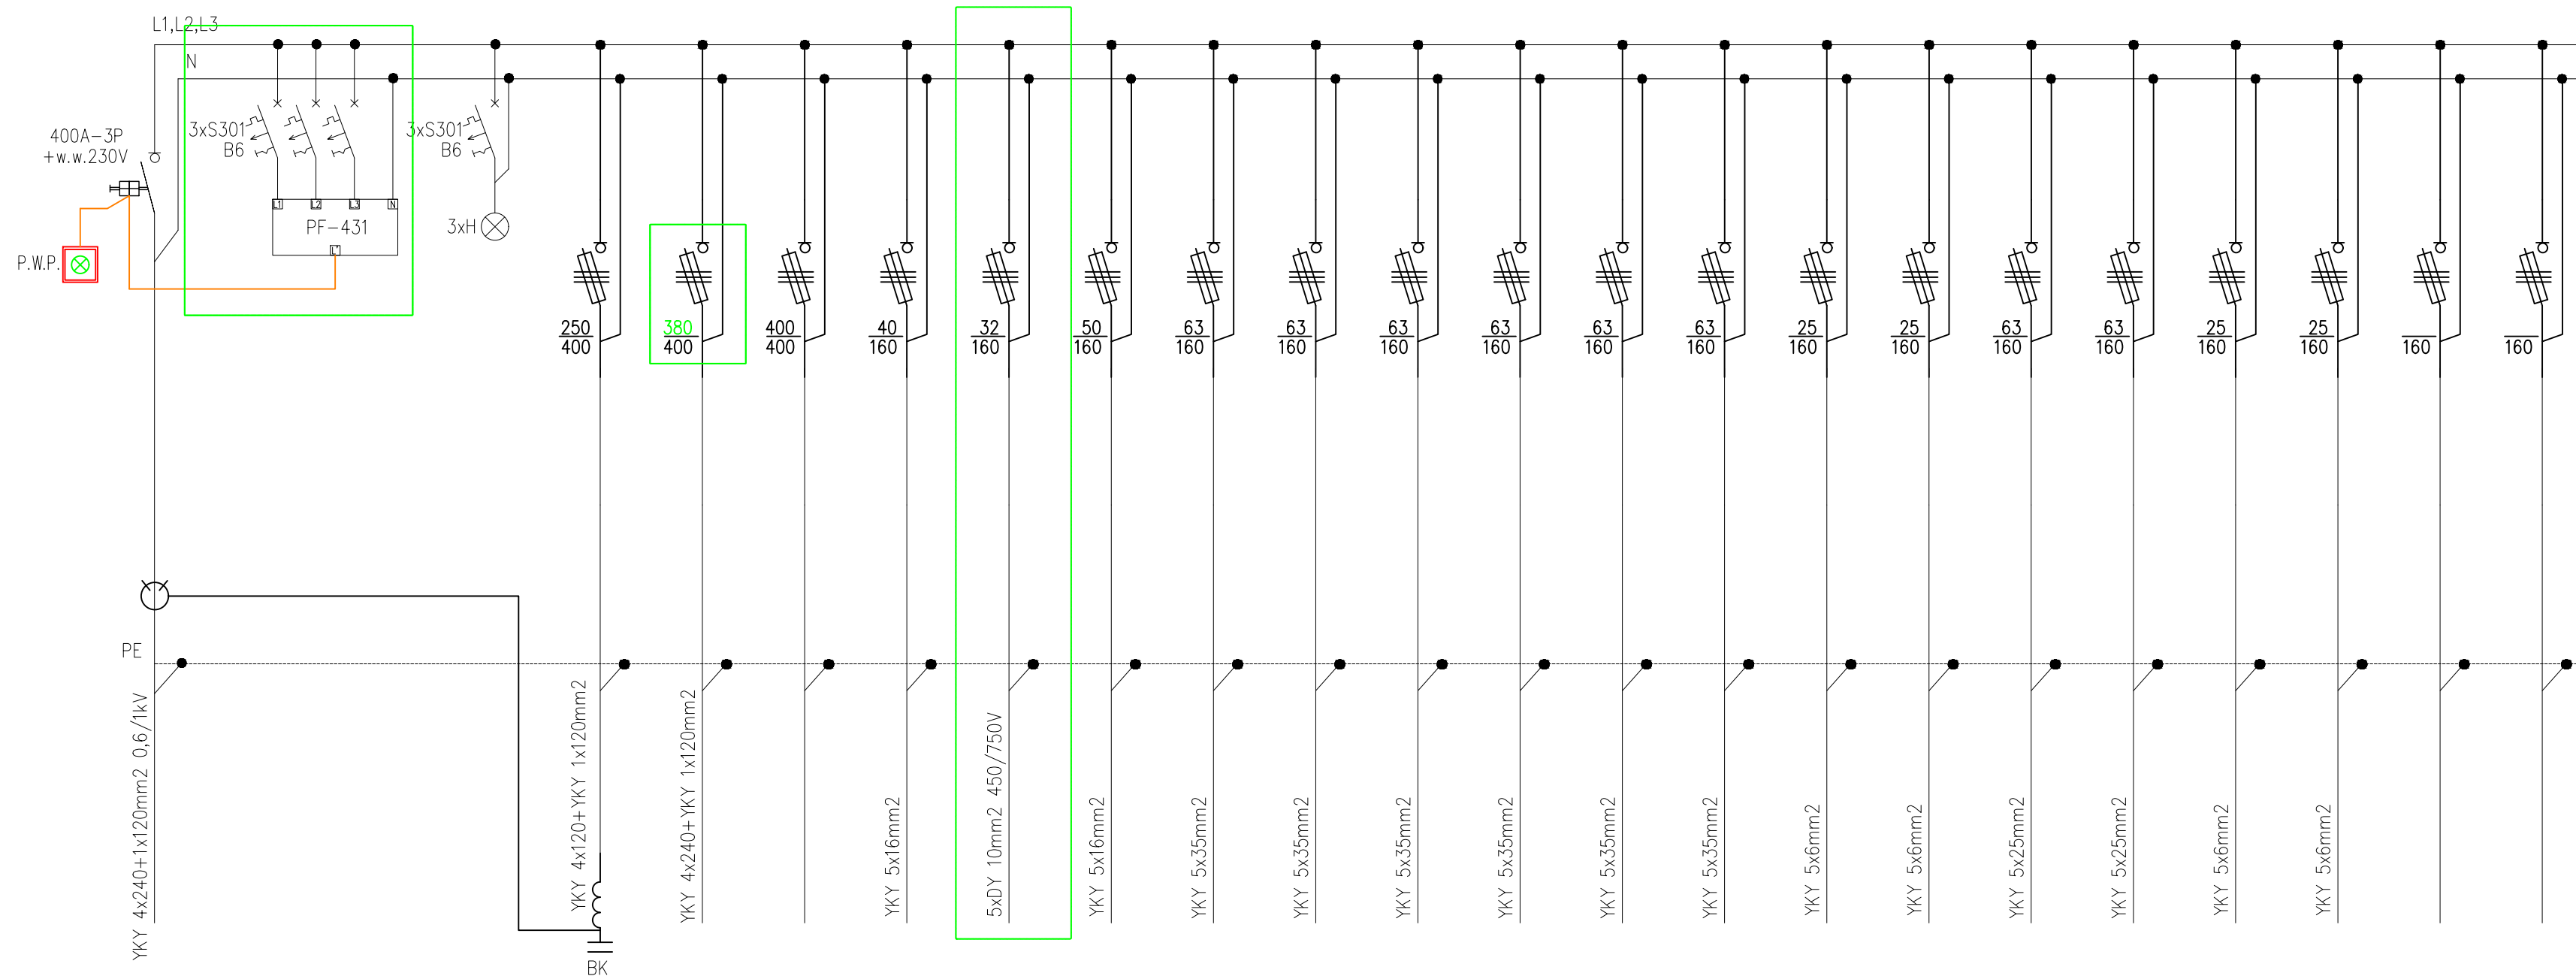 L1,L2,L3
N
400A-3P
+w.w.230V
3xS301
B6
3xS301
B6
L1
L2
L3
N
PF-431
L'
3xH
P.W.P.
250
400
380
400
400
400
40
160
32
160
50
160
63
160
63
160
63
160
63
160
63
160
63
160
25
160
25
160
63
160
63
160
25
160
25
160
160
160
PE
YKY 4x240+1x120mm2 0,6/1kV
YKY 4x120+YKY 1x120mm2
YKY 4x240+YKY 1x120mm2
YKY 5x16mm2
5xDY 10mm2 450/750V
YKY 5x16mm2
YKY 5x35mm2
YKY 5x35mm2
YKY 5x35mm2
YKY 5x35mm2
YKY 5x35mm2
YKY 5x35mm2
YKY 5x6mm2
YKY 5x6mm2
YKY 5x25mm2
YKY 5x25mm2
YKY 5x6mm2
YKY 5x6mm2
BK